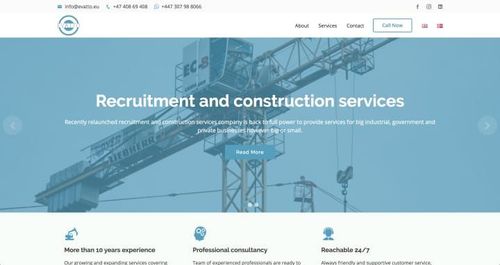 info@evazto.eu +47 408 69 408 +447 387 98 8066
About Services Contact Call Now
Recruitment and construction services
Recently relaunched recruitment and construction services company is back to full power to provide services for big industrial, government and
private businesses however big or small.
Read More
EC-B
LIEBHERR
More than 10 years experience Professional consultancy Reachable 24/7
Our growing and expanding services covering Team of experienced professionals are ready to Always friendly and supportive customer service,